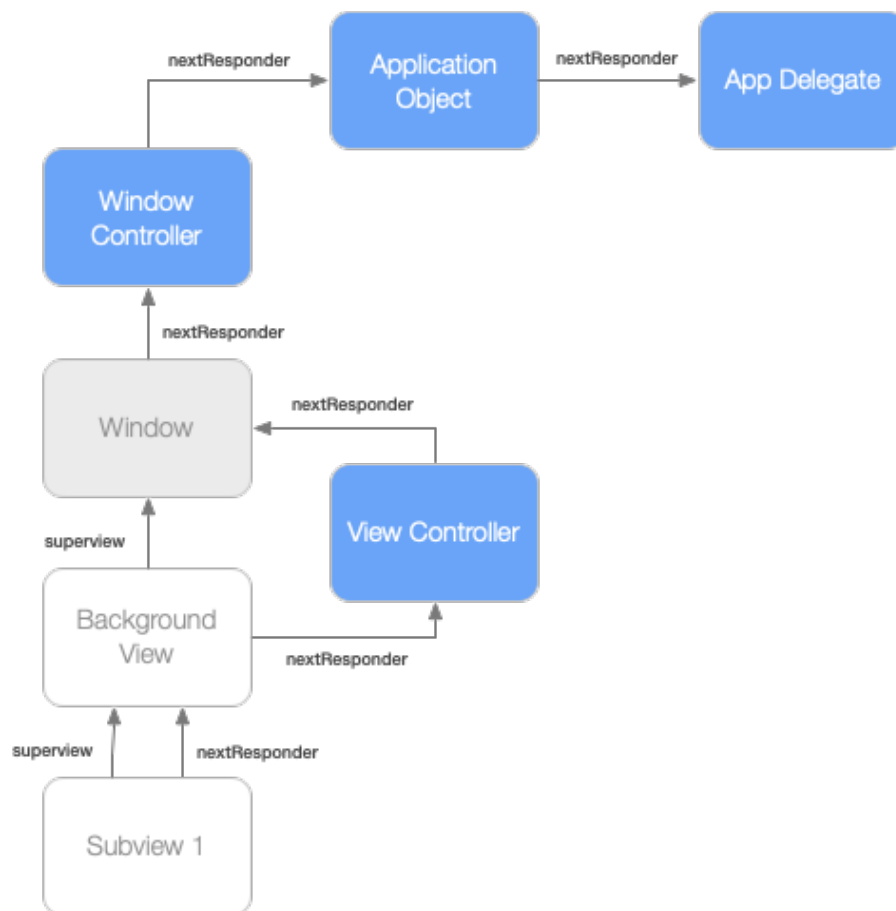 nextResponder
Application
Object
nextResponder
App Delegate
Window
Controller
nextResponder
Window
nextResponder
View Controller
superview
Background
View
nextResponder
superview
nextResponder
Subview 1